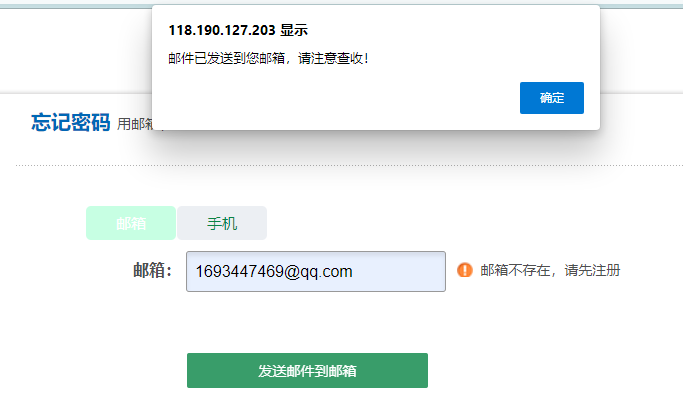 118.190.127.203 显示
邮件已发送到您邮箱，请注意查收！
确定
忘记密码 用邮箱
邮箱 手机
邮箱： 1693447469@qq.com 邮箱不存在，请先注册
发送邮件到邮箱